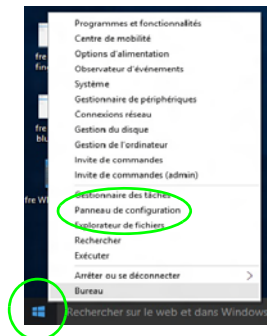 Programmes et fonctionnalités
Centre de mobilité
Options d'alimentation
Observateur d'événements
Système
Gestionnaire de périphériques
Connexions réseau
Gestion du disque
Gestion de l'ordinateur
Invite de commandes
Invite de commandes (admin)
Gestionnaire des tâches
Panneau de configuration
Explorateur de fichiers
Rechercher
Exécuter
Arrêter ou se déconnecter
Bureau
Rechercher sur le web et dans Windows